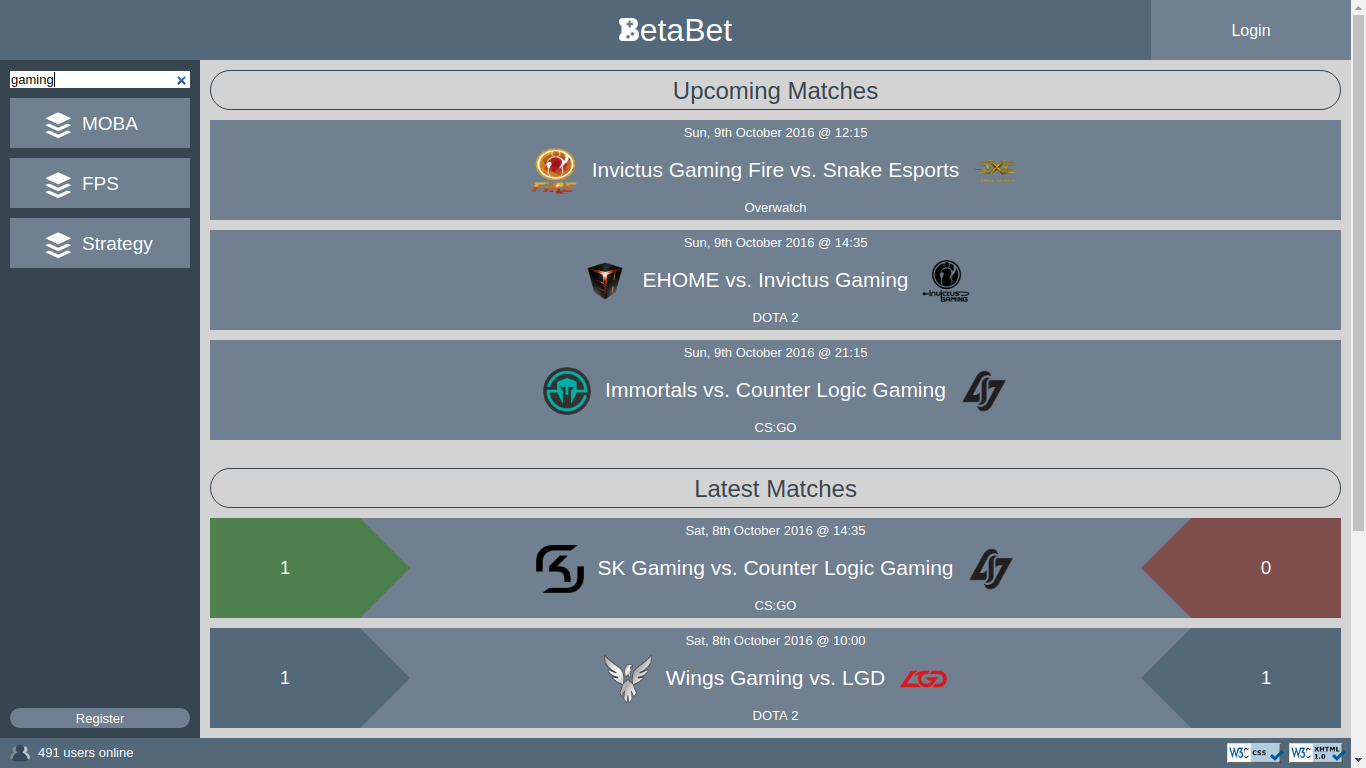 BetaBet
Login
gaming
MOBA
FPS
Strategy
Register
Upcoming Matches
Sun, 9th October 2016 @ 12:15
FIRE
Invictus Gaming Fire vs. Snake Esports
Overwatch
Sun, 9th October 2016 @ 14:35
EHOME vs. Invictus Gaming
INVICTUS
GAMING
DOTA 2
Sun, 9th October 2016 @ 21:15
Immortals vs. Counter Logic Gaming
CS:GO
Latest Matches
Sat, 8th October 2016 @ 14:35
1
SK Gaming vs. Counter Logic Gaming
0
CS:GO
Sat, 8th October 2016 @ 10:00
1
Wings Gaming vs. LGD
LGD
1
DOTA 2
491 users online
W3C CSS
W3C XHTML 1.0